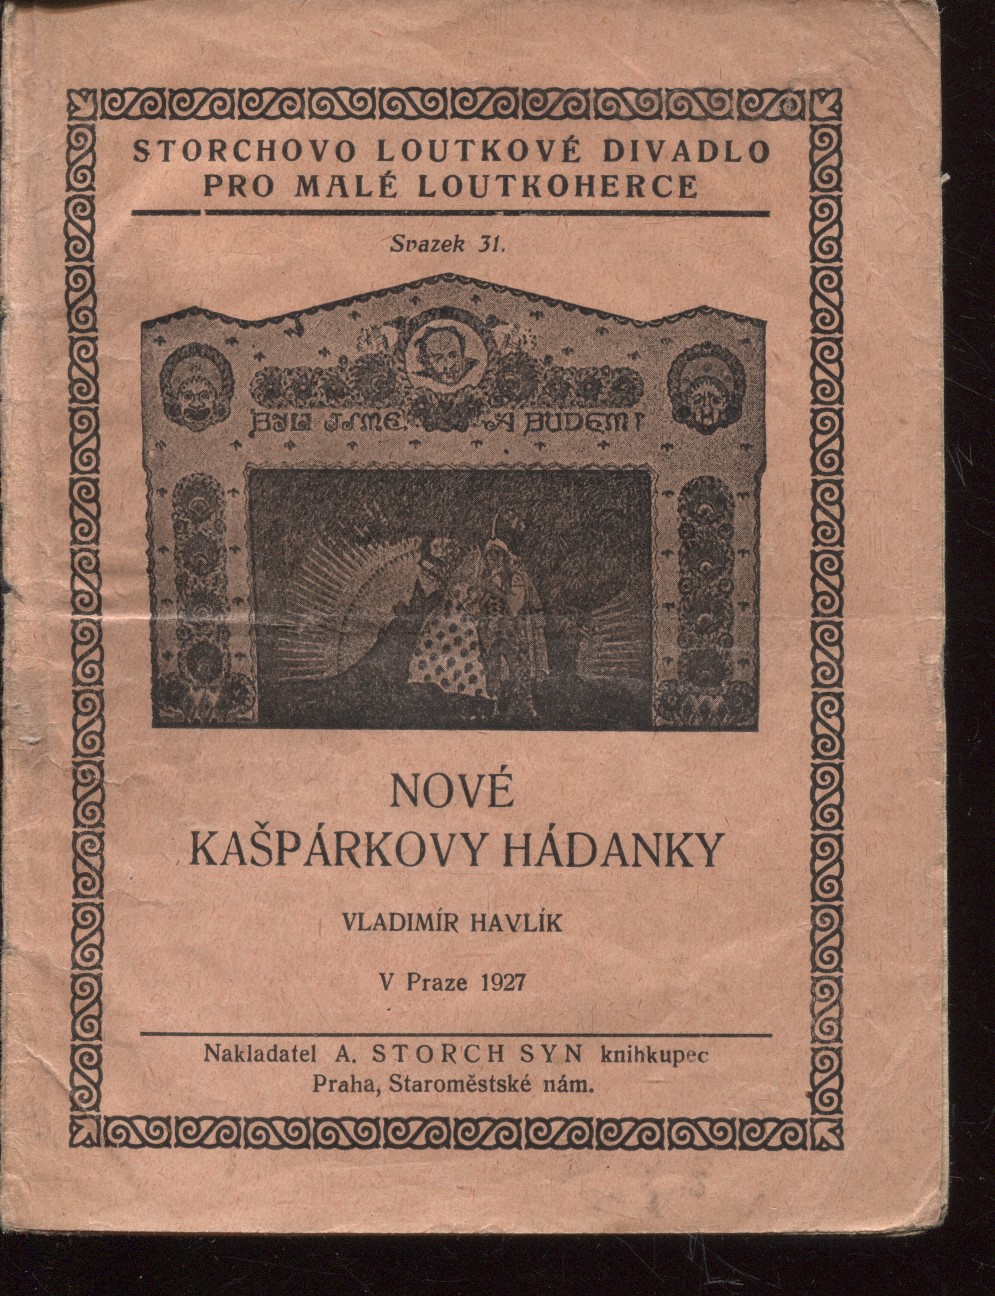 STORCHOVO LOUTKOVÉ DIVADLO
PRO MALÉ LOUTKOHERCE
Svazek 31.
BYLI JSME A BUDEM!
NOVÉ
KAŠPÁRKOVY HÁDANKY
VLADIMÍR HAVLÍK
V Praze 1927
Nakladatel A. STORCH SYN knihkupec
Praha, Staroměstské nám.